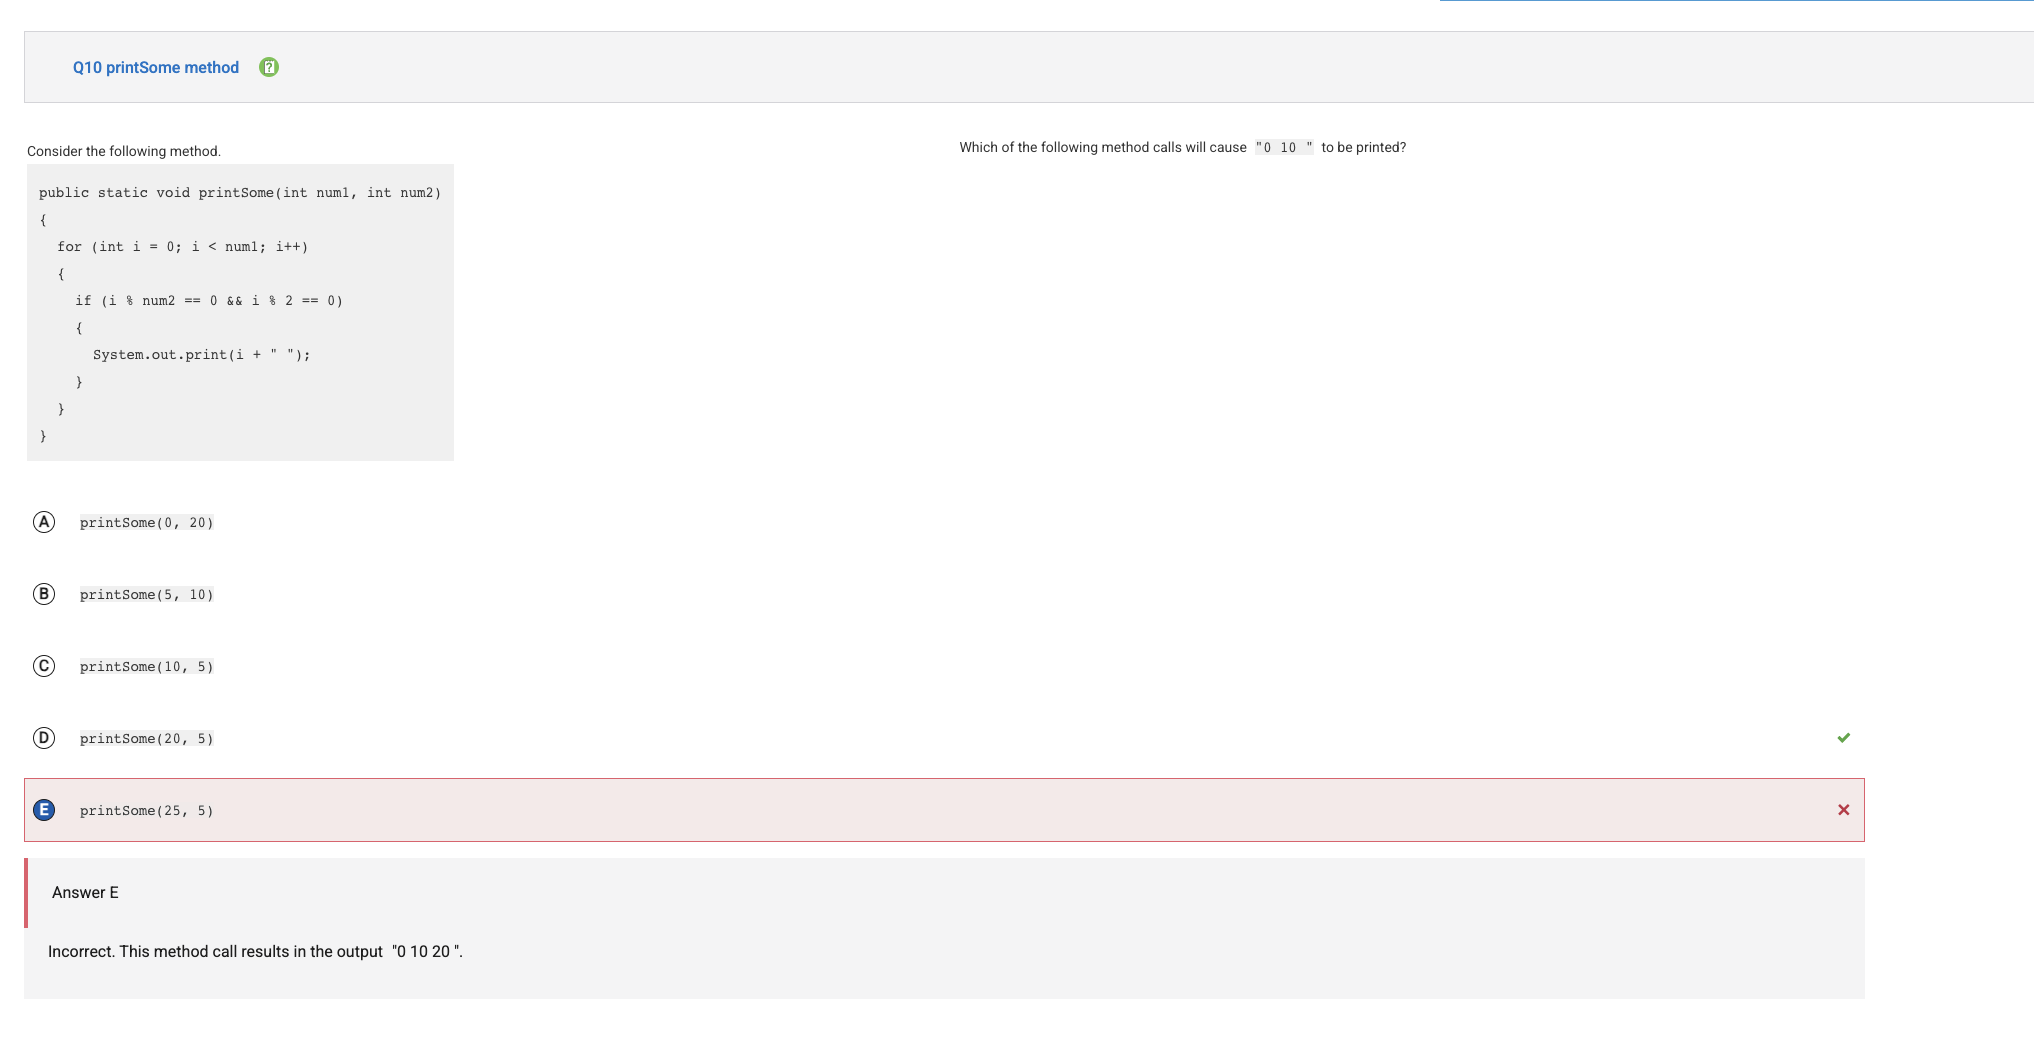 Q10 printSome method
Consider the following method.
public static void printSome(int num1, int num2)
{
for (int i = 0; i < num1; i++)
{
if (i % num2 == 0 && i % 2 == 0)
{
System.out.print(i + " ");
}
}
}
Which of the following method calls will cause "0 10 " to be printed?
A printSome(0, 20)
B printSome(5, 10)
C printSome(10, 5)
D printSome(20, 5)
E printSome(25, 5)
Answer E
Incorrect. This method call results in the output "0 10 20 ".